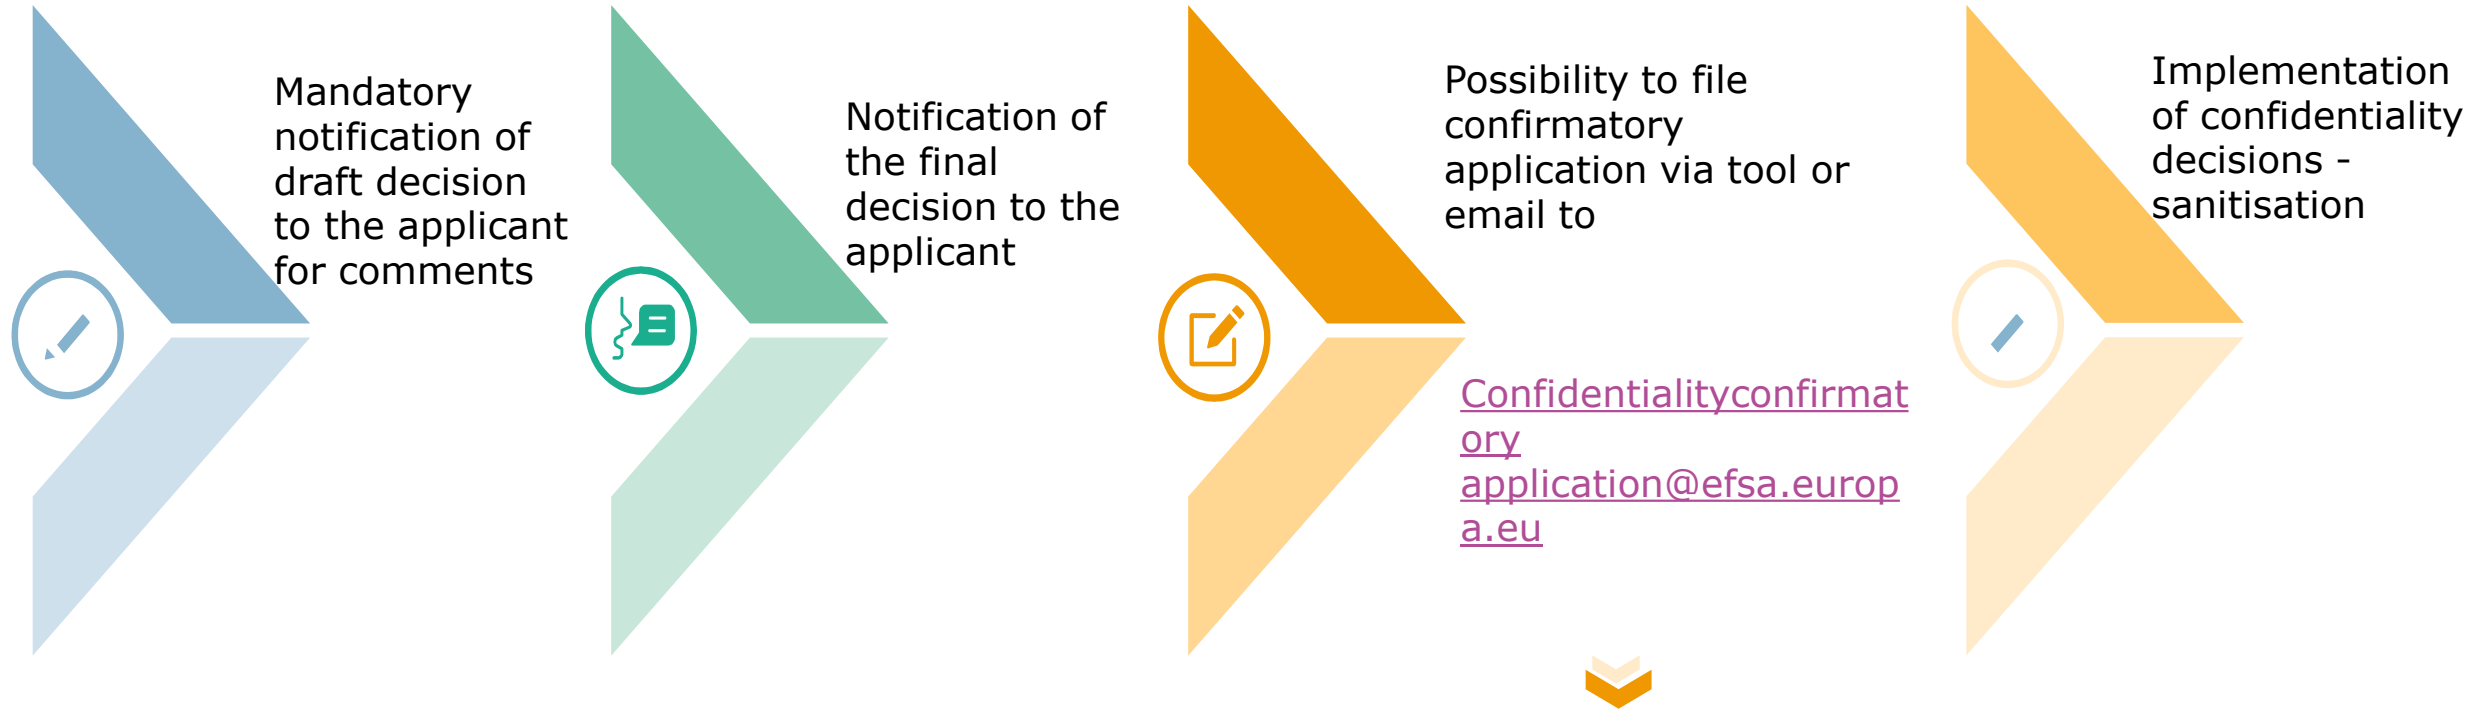 Mandatory
notification of
draft decision
to the applicant
for comments
Notification of
the final
decision to the
applicant
Possibility to file
confirmatory
application via tool or
email to
Confidentialityconfirmat
ory
application@efsa.europ
a.eu
Implementation
of confidentiality
decisions -
sanitisation